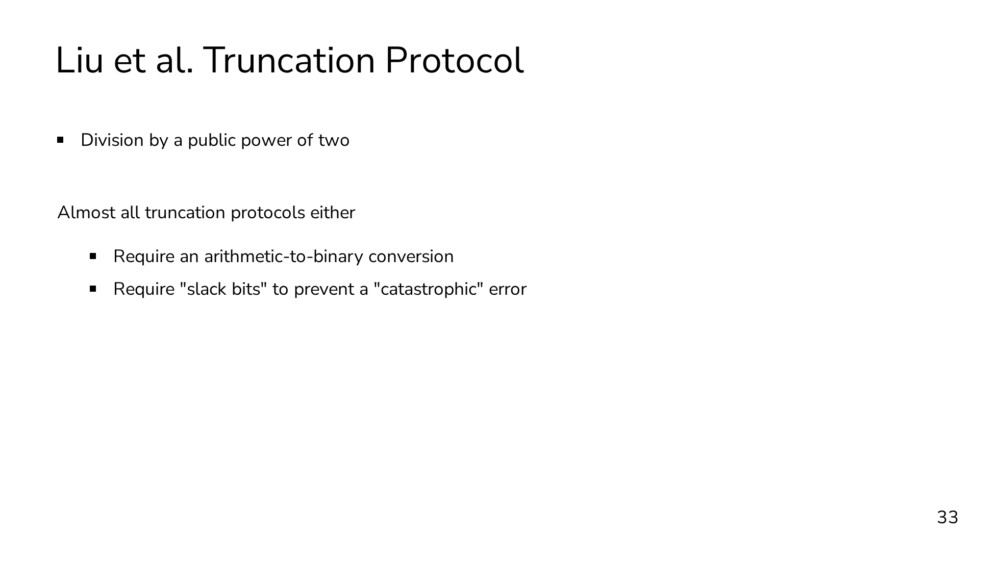 Liu et al. Truncation Protocol
▪ Division by a public power of two
Almost all truncation protocols either
▪ Require an arithmetic-to-binary conversion
▪ Require "slack bits" to prevent a "catastrophic" error
33